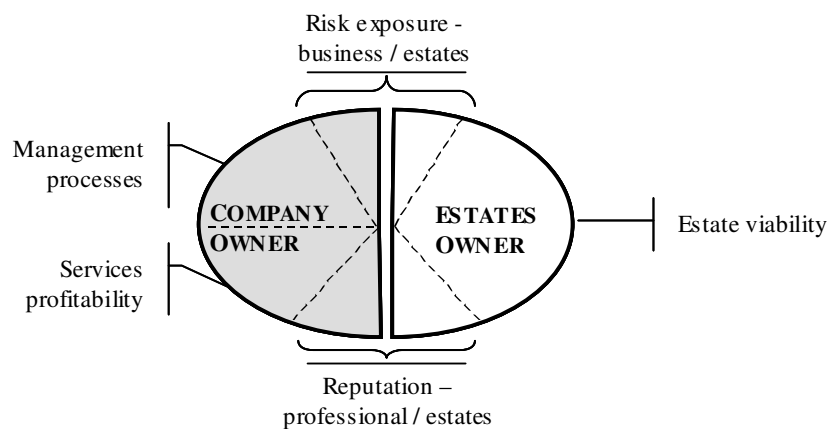 Risk exposure -
business / estates
Management
processes
COMPANY
OWNER
ESTATES
OWNER
Estate viability
Services
profitability
Reputation –
professional / estates